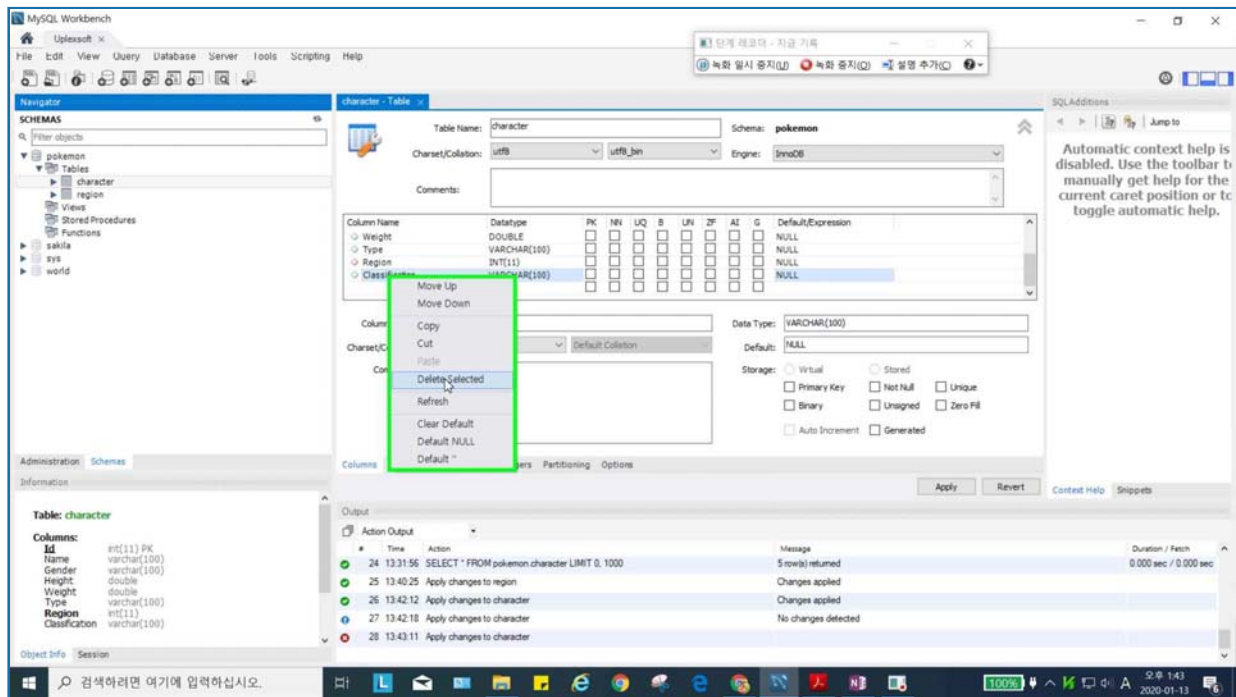 MySQL Workbench
Uplexsoft
File Edit View Query Database Server Tools Scripting Help
단계 레코더 - 지금 기록
녹화 일시 중지(U) 녹화 중지(O) 설명 추가(C)
Navigator
SCHEMAS
Filter objects
pokemon
Tables
character
region
Views
Stored Procedures
Functions
sakila
sys
world
Administration Schemas
Information
Table: character
Columns:
Id int(11) PK
Name varchar(100)
Gender varchar(100)
Height double
Weight double
Type varchar(100)
Region int(11)
Classification varchar(100)
Object Info Session
character - Table
Table Name: character Schema: pokemon
Charset/Collation: utf8 utf8_bin Engine: InnoDB
Comments:
Column Name Datatype PK NN UQ B UN ZF AI G Default/Expression
Weight DOUBLE NULL
Type VARCHAR(100) NULL
Region INT(11) NULL
VARCHAR(100) NULL
Move Up
Move Down
Copy
Cut
Paste
Delete Selected
Refresh
Clear Default
Default NULL
Default ''
Default Collation
Data Type: VARCHAR(100)
Default: NULL
Storage: Virtual Stored
Primary Key Not Null Unique
Binary Unsigned Zero Fill
Auto Increment Generated
Columns Partitioning Options
Apply Revert
Output
Action Output
# Time Action Message Duration / Fetch
24 13:31:56 SELECT * FROM pokemon.character LIMIT 0, 1000 5 row(s) returned 0.000 sec / 0.000 sec
25 13:40:25 Apply changes to region Changes applied
26 13:42:12 Apply changes to character Changes applied
27 13:42:18 Apply changes to character No changes detected
28 13:43:11 Apply changes to character
SQLAdditions
Jump to
Automatic context help is
disabled. Use the toolbar to
manually get help for the
current caret position or to
toggle automatic help.
Context Help Snippets
검색하려면 여기에 입력하십시오.
100%
A
오후 1:43
2020-01-13